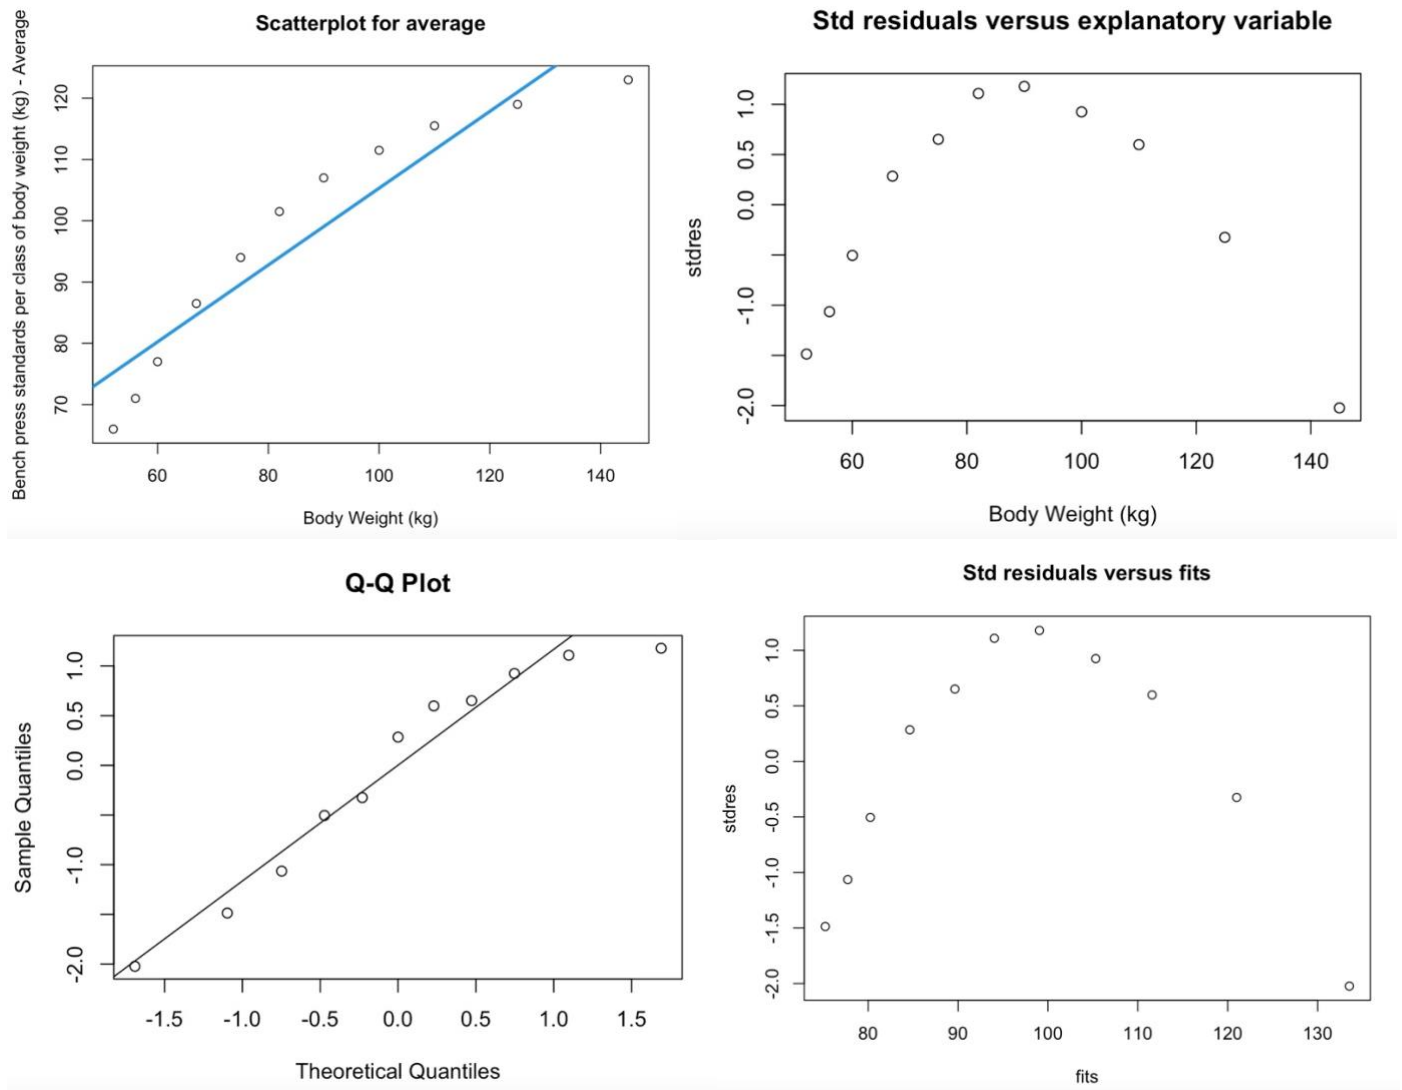 Scatterplot for average
Bench press standards per class of body weight (kg) - Average
120
110
100
90
80
70
60 80 100 120 140
Body Weight (kg)
Std residuals versus explanatory variable
stdres
1.0
0.5
0.0
-1.0
-2.0
60 80 100 120 140
Body Weight (kg)
Q-Q Plot
Sample Quantiles
1.0
0.5
0.0
-1.0
-2.0
-1.5 -1.0 -0.5 0.0 0.5 1.0 1.5
Theoretical Quantiles
Std residuals versus fits
stdres
1.0
0.5
0.0
-0.5
-1.0
-1.5
-2.0
80 90 100 110 120 130
fits